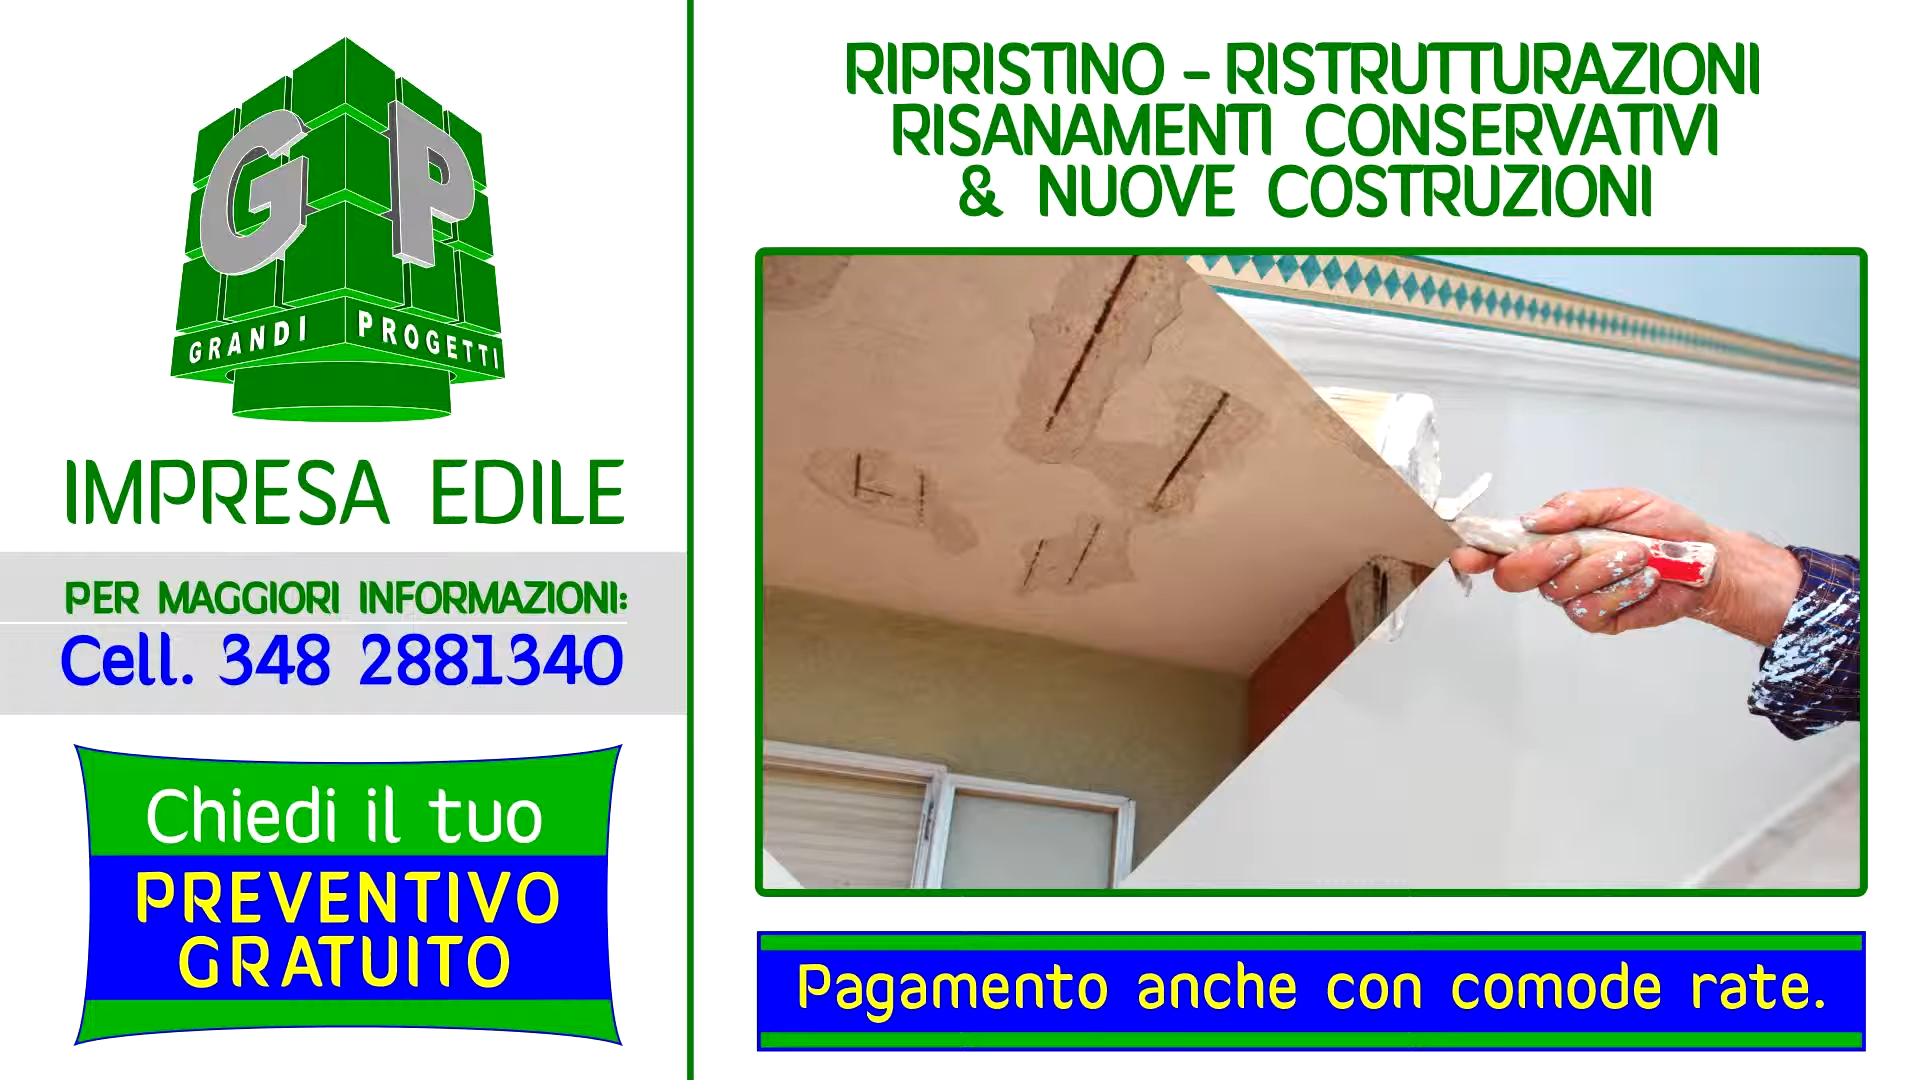 GP
GRANDI PROGETTI
IMPRESA EDILE
PER MAGGIORI INFORMAZIONI:
Cell. 348 2881340
Chiedi il tuo
PREVENTIVO
GRATUITO
RIPRISTINO - RISTRUTTURAZIONI
RISANAMENTI CONSERVATIVI
& NUOVE COSTRUZIONI
Pagamento anche con comode rate.